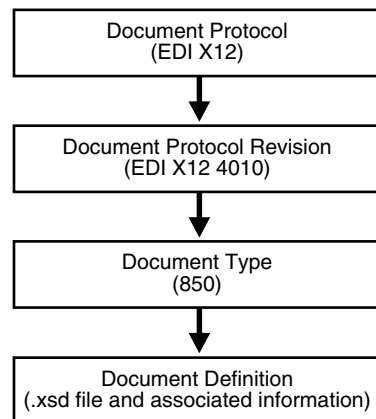 Document Protocol
(EDI X12)
Document Protocol Revision
(EDI X12 4010)
Document Type
(850)
Document Definition
(.xsd file and associated information)